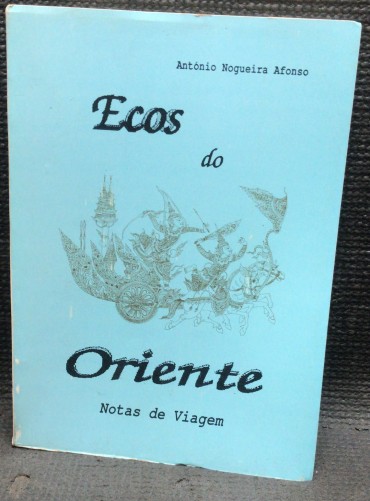 António Nogueira Afonso
Ecos
do
Oriente
Notas de Viagem